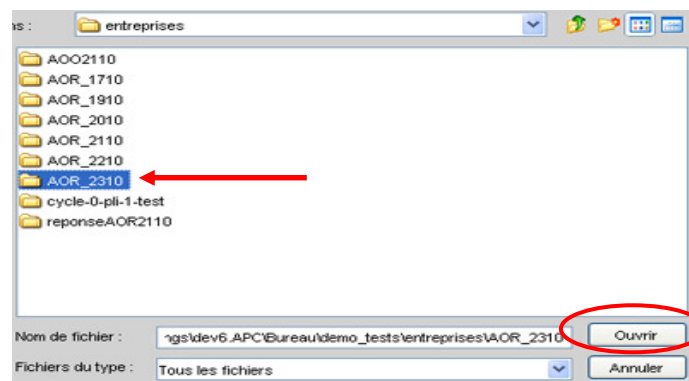 ns : entreprises
AOO2110
AOR_1710
AOR_1910
AOR_2010
AOR_2110
AOR_2210
AOR_2310
cycle-0-pli-1-test
reponseAOR2110
Nom de fichier : ngs\dev6.APC\Bureau\demo_tests\entreprises\AOR_2310 Ouvrir
Fichiers du type : Tous les fichiers Annuler